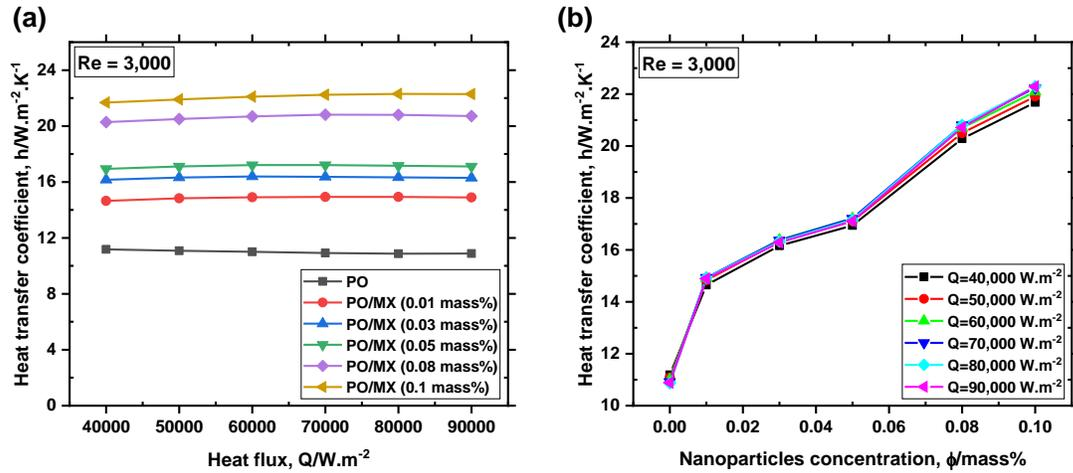 (a)
Re = 3,000
Heat transfer coefficient, h/W.m⁻².K⁻¹
24
20
16
12
8
4
0
PO
PO/MX (0.01 mass%)
PO/MX (0.03 mass%)
PO/MX (0.05 mass%)
PO/MX (0.08 mass%)
PO/MX (0.1 mass%)
40000 50000 60000 70000 80000 90000
Heat flux, Q/W.m⁻²
(b)
Re = 3,000
Heat transfer coefficient, h/W.m⁻².K⁻¹
24
22
20
18
16
14
12
10
Q=40,000 W.m⁻²
Q=50,000 W.m⁻²
Q=60,000 W.m⁻²
Q=70,000 W.m⁻²
Q=80,000 W.m⁻²
Q=90,000 W.m⁻²
0.00 0.02 0.04 0.06 0.08 0.10
Nanoparticles concentration, ϕ/mass%